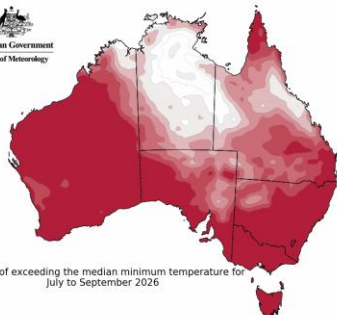 an Government
of Meteorology
of exceeding the median minimum temperature for
July to September 2026